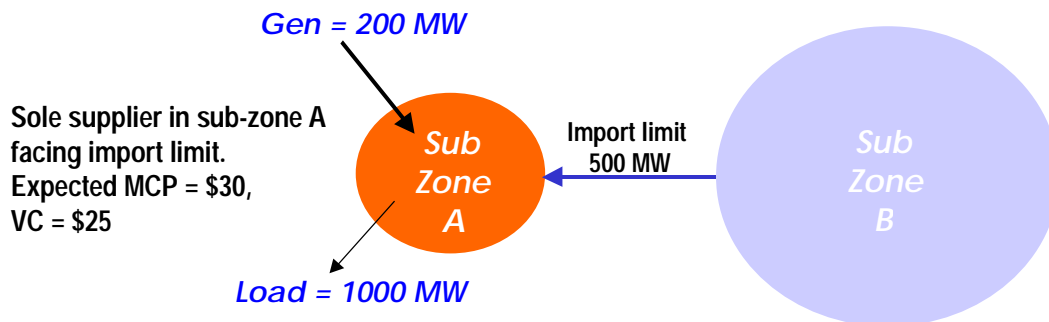 Gen = 200 MW
Sole supplier in sub-zone A
facing import limit.
Expected MCP = $30,
VC = $25
Sub
Zone
A
Import limit
500 MW
Sub
Zone
B
Load = 1000 MW